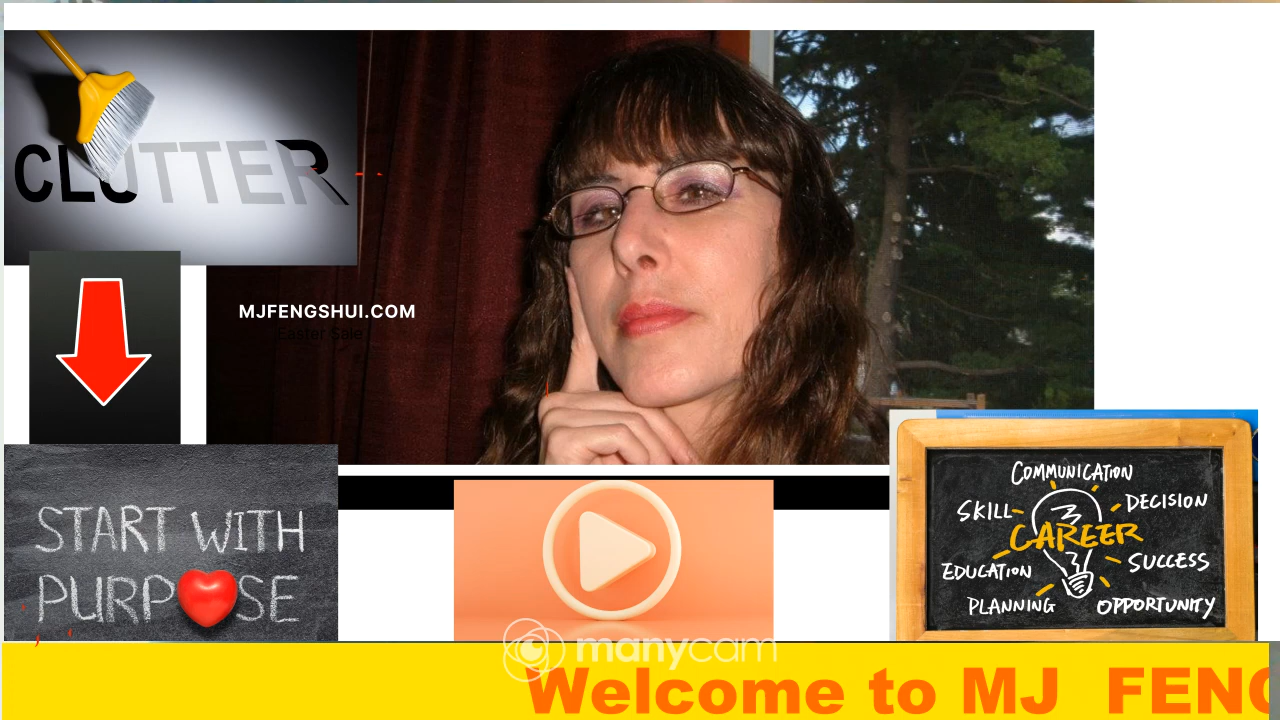 CLUTTER
MJFENGSHUI.COM
Easter Sale
START WITH
PURPOSE
COMMUNICATION
SKILL
DECISION
CAREER
EDUCATION
SUCCESS
PLANNING
OPPORTUNITY
manycam
Welcome to MJ FENG